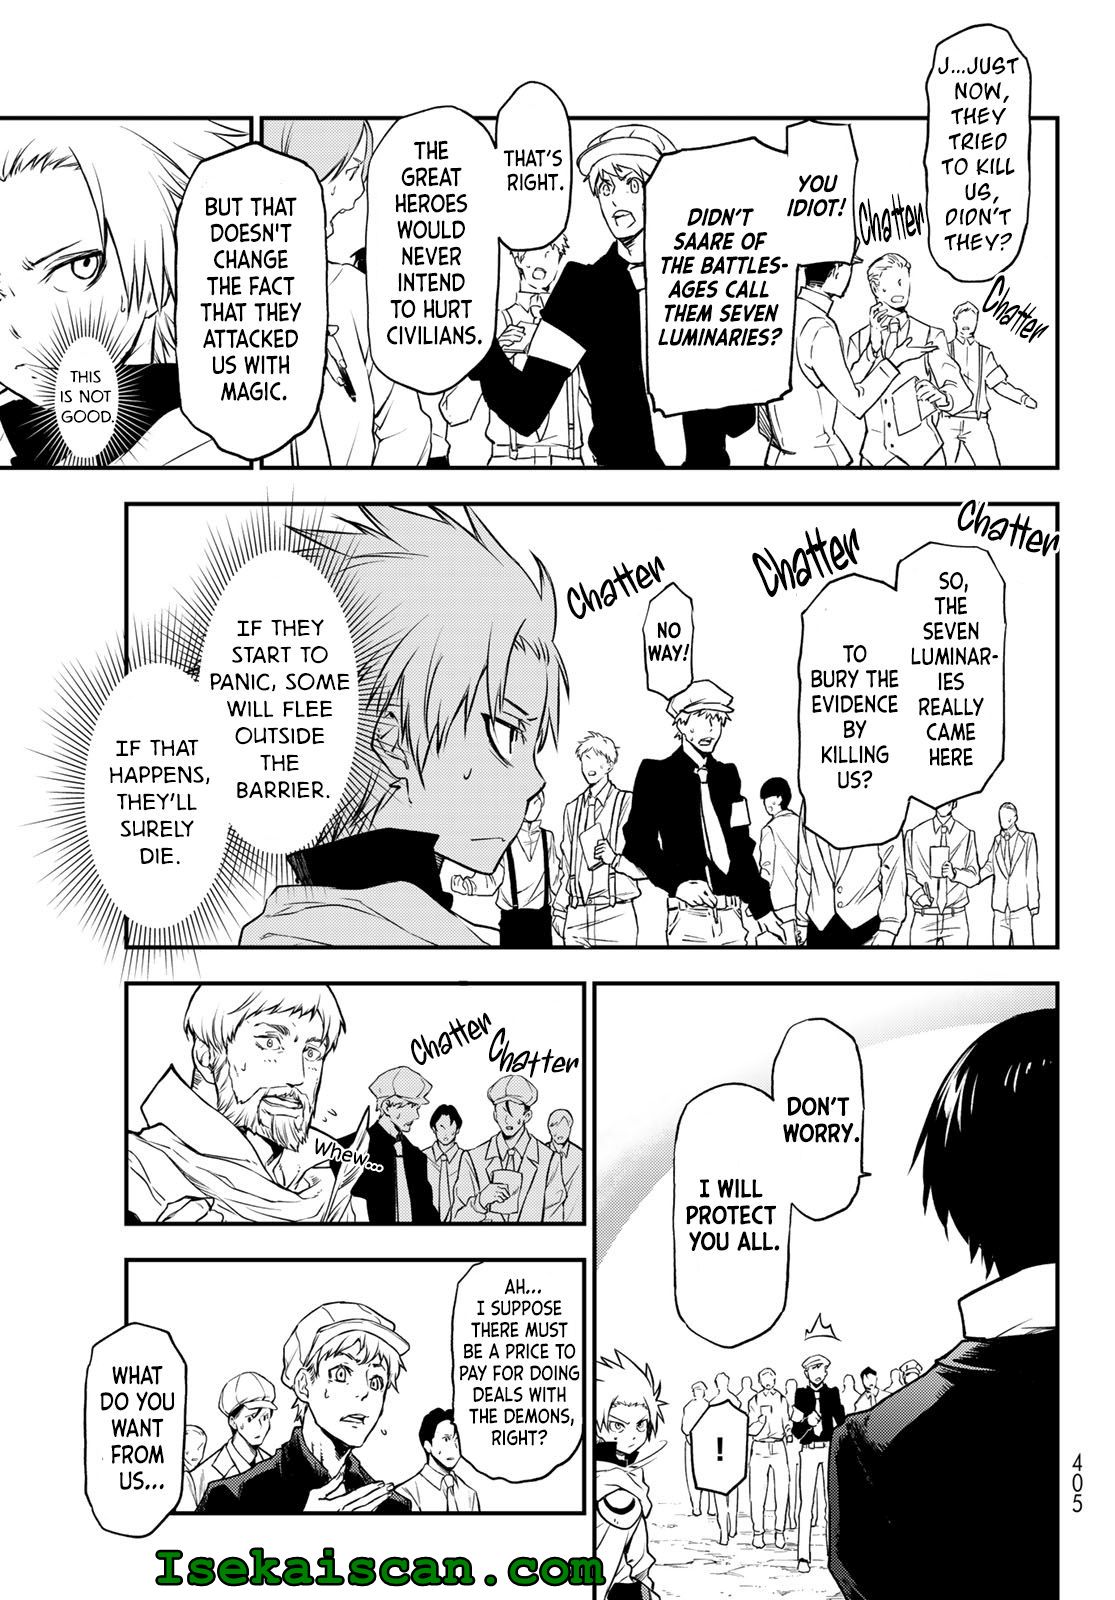 J...JUST
NOW,
THEY
TRIED
TO KILL
US,
DIDN'T
THEY?
Chatter
Chatter
YOU
IDIOT!
DIDN'T
SAARE OF
THE BATTLES-
AGES CALL
THEM SEVEN
LUMINARIES?
THAT'S
RIGHT.
THE
GREAT
HEROES
WOULD
NEVER
INTEND
TO HURT
CIVILIANS.
BUT THAT
DOESN'T
CHANGE
THE FACT
THAT THEY
ATTACKED
US WITH
MAGIC.
THIS
IS NOT
GOOD.
Chatter
Chatter
Chatter
SO,
THE
SEVEN
LUMINAR-
IES
REALLY
CAME
HERE
TO
BURY THE
EVIDENCE
BY
KILLING
US?
NO
WAY!
IF THEY
START TO
PANIC, SOME
WILL FLEE
OUTSIDE
THE
BARRIER.
IF THAT
HAPPENS,
THEY'LL
SURELY
DIE.
DON'T
WORRY.
I WILL
PROTECT
YOU ALL.
!
Chatter
Chatter
Whew...
AH...
I SUPPOSE
THERE MUST
BE A PRICE TO
PAY FOR DOING
DEALS WITH
THE DEMONS,
RIGHT?
WHAT
DO YOU
WANT
FROM
US...
405
Isekaiscan.com